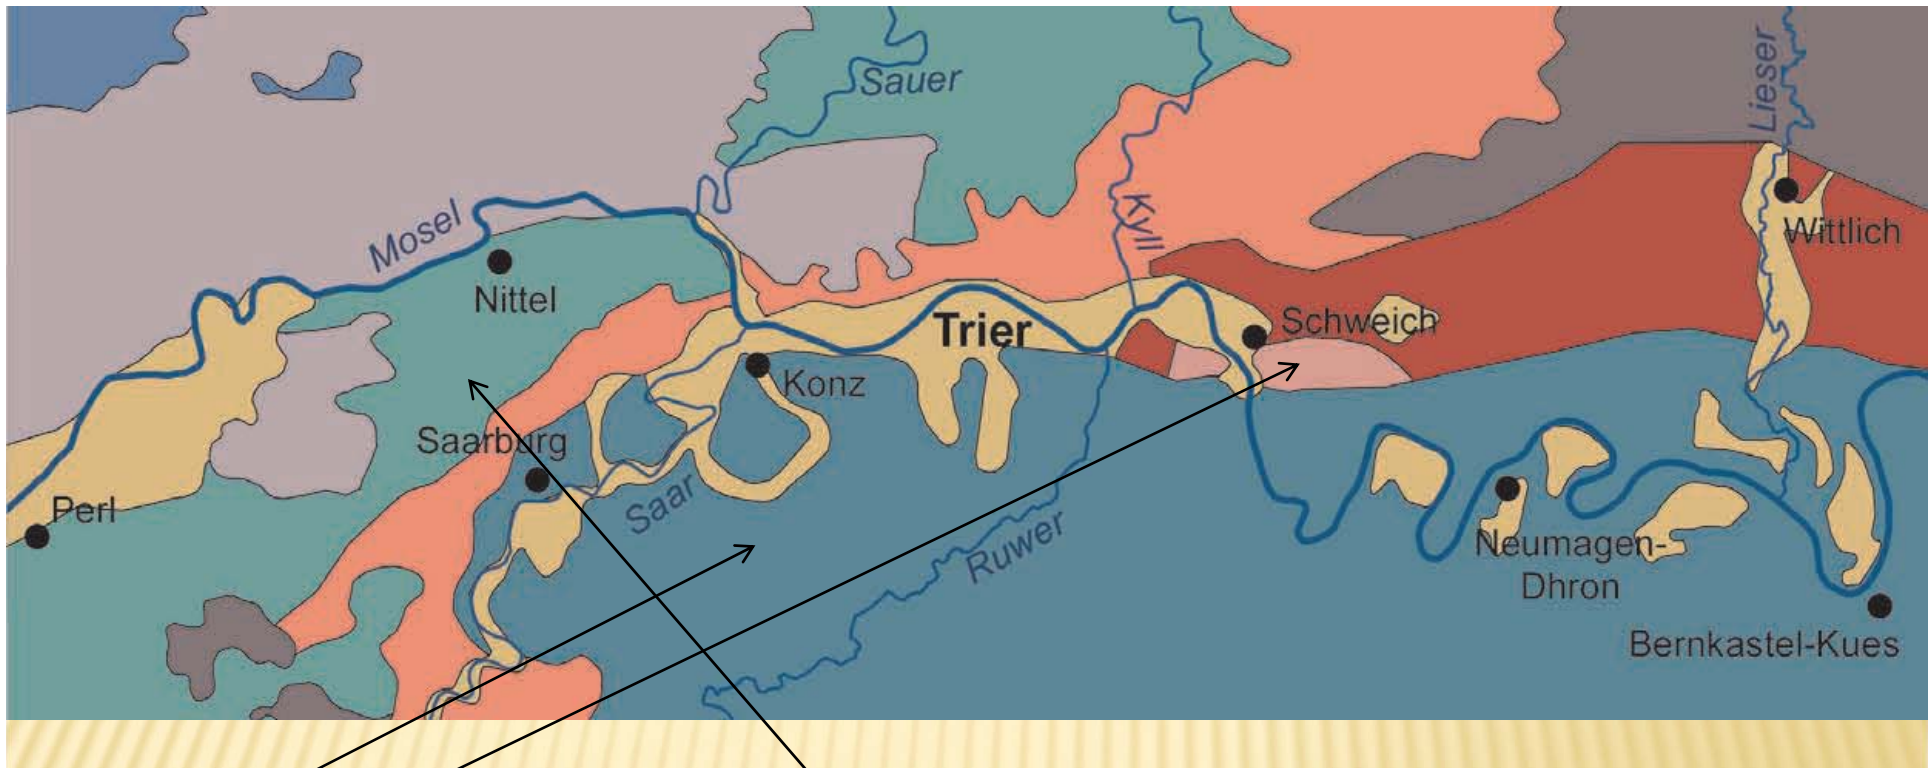 Sauer
Lieser
Kyll
Mosel
Wittlich
Nittel
Schweich
Trier
Konz
Saarburg
Perl
Saar
Ruwer
Neumagen-
Dhron
Bernkastel-Kues